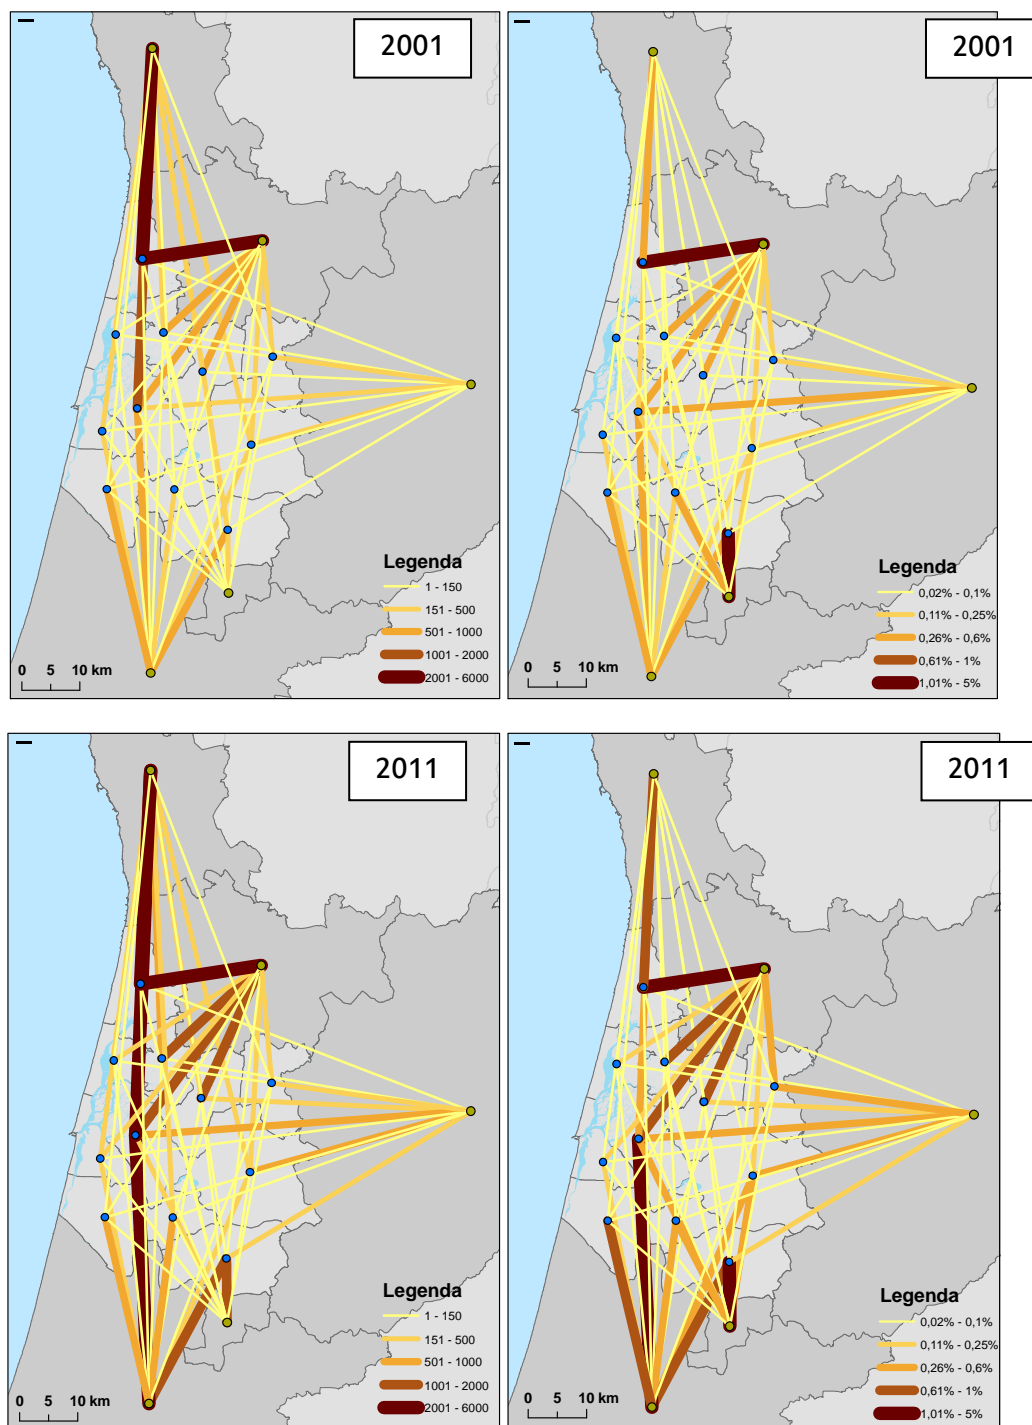 2001
2001
Legenda
1 - 150
151 - 500
501 - 1000
1001 - 2000
2001 - 6000
0 5 10 km
Legenda
0,02% - 0,1%
0,11% - 0,25%
0,26% - 0,6%
0,61% - 1%
1,01% - 5%
0 5 10 km
2011
2011
Legenda
1 - 150
151 - 500
501 - 1000
1001 - 2000
2001 - 6000
0 5 10 km
Legenda
0,02% - 0,1%
0,11% - 0,25%
0,26% - 0,6%
0,61% - 1%
1,01% - 5%
0 5 10 km